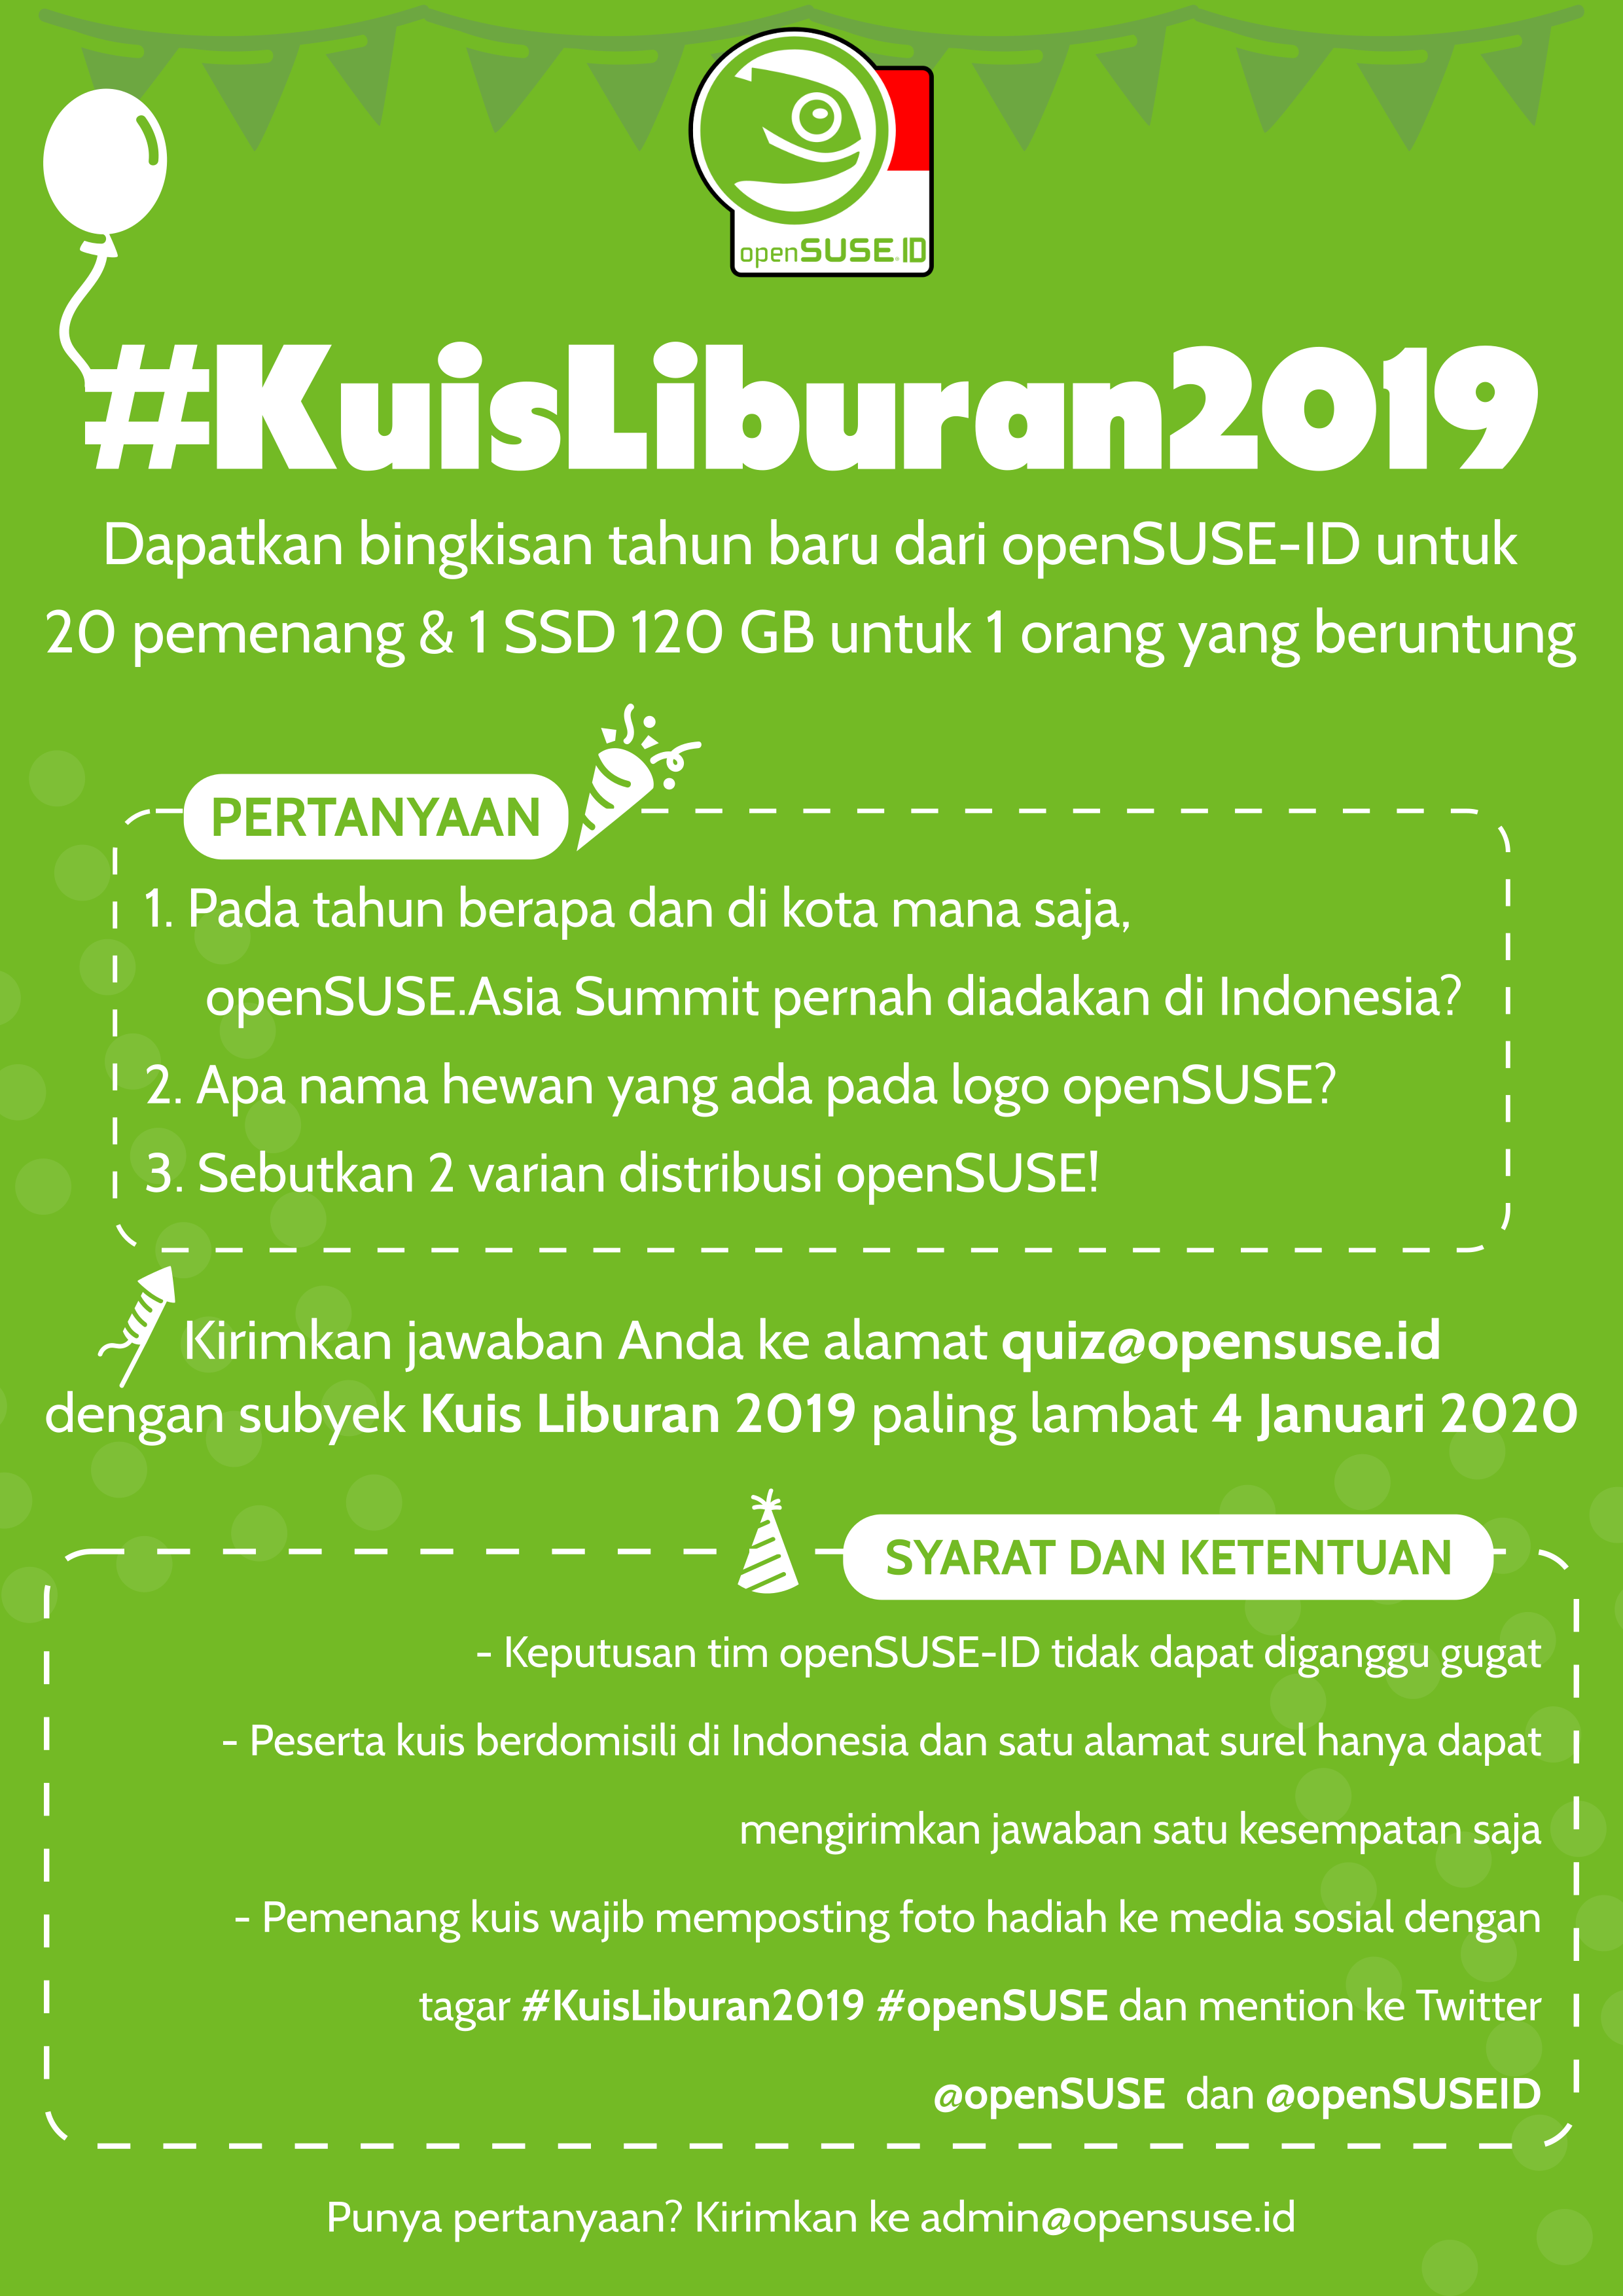 openSUSE.ID
#KuisLiburan2019
Dapatkan bingkisan tahun baru dari openSUSE-ID untuk
20 pemenang & 1 SSD 120 GB untuk 1 orang yang beruntung
PERTANYAAN
1. Pada tahun berapa dan di kota mana saja,
openSUSE.Asia Summit pernah diadakan di Indonesia?
2. Apa nama hewan yang ada pada logo openSUSE?
3. Sebutkan 2 varian distribusi openSUSE!
Kirimkan jawaban Anda ke alamat quiz@opensuse.id
dengan subyek Kuis Liburan 2019 paling lambat 4 Januari 2020
SYARAT DAN KETENTUAN
- Keputusan tim openSUSE-ID tidak dapat diganggu gugat
- Peserta kuis berdomisili di Indonesia dan satu alamat surel hanya dapat
mengirimkan jawaban satu kesempatan saja
- Pemenang kuis wajib memposting foto hadiah ke media sosial dengan
tagar #KuisLiburan2019 #openSUSE dan mention ke Twitter
@openSUSE dan @openSUSEID
Punya pertanyaan? Kirimkan ke admin@opensuse.id